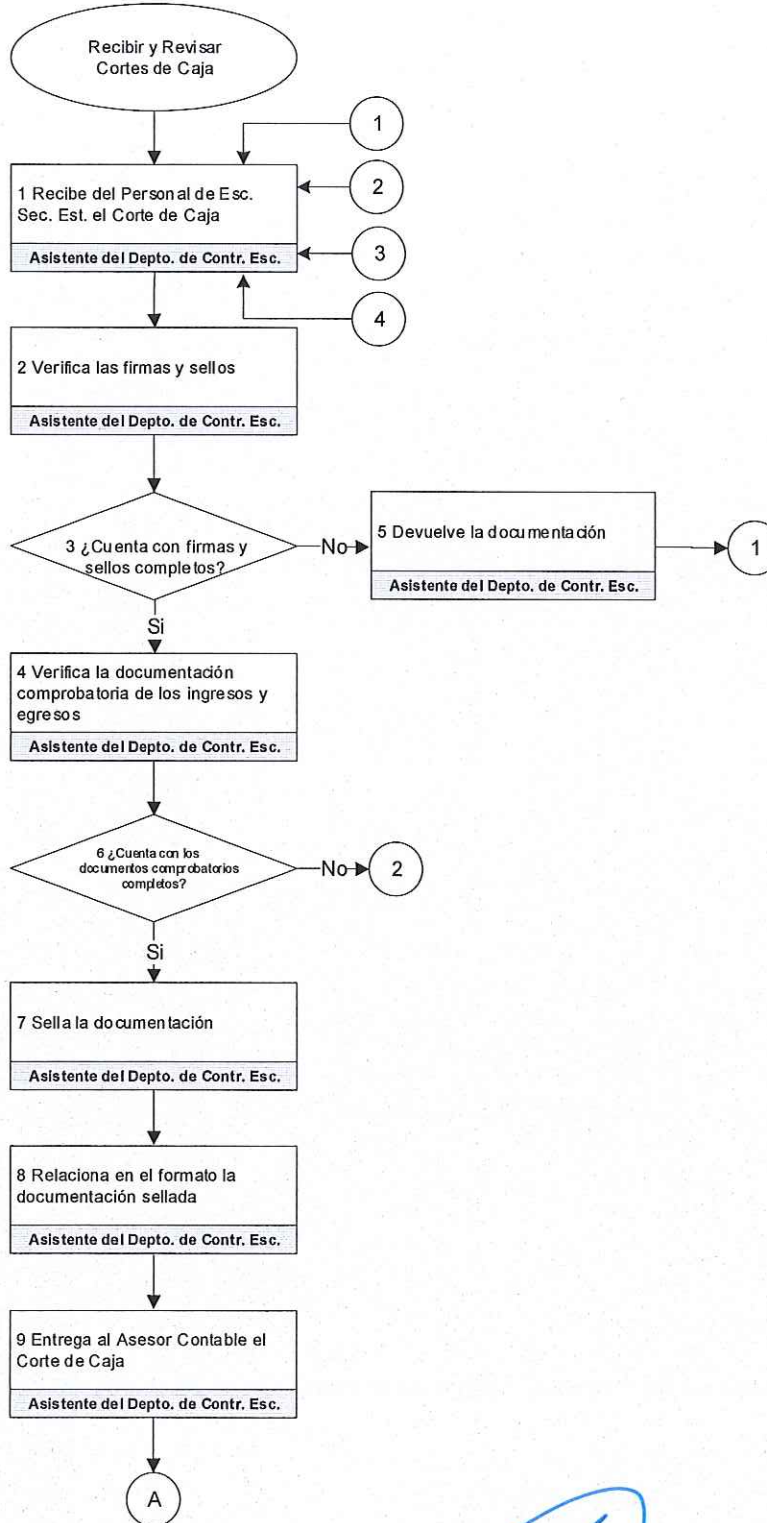 Recibir y Revisar
Cortes de Caja
1
1 Recibe del Personal de Esc.
Sec. Est. el Corte de Caja
2
Asistente del Depto. de Contr. Esc.
3
4
2 Verifica las firmas y sellos
Asistente del Depto. de Contr. Esc.
3 ¿Cuenta con firmas y
sellos completos?
No
5 Devuelve la documentación
Asistente del Depto. de Contr. Esc.
1
Si
4 Verifica la documentación
comprobatoria de los ingresos y
egresos
Asistente del Depto. de Contr. Esc.
6 ¿Cuenta con los
documentos comprobatorios
completos?
No
2
Si
7 Sella la documentación
Asistente del Depto. de Contr. Esc.
8 Relaciona en el formato la
documentación sellada
Asistente del Depto. de Contr. Esc.
9 Entrega al Asesor Contable el
Corte de Caja
Asistente del Depto. de Contr. Esc.
A